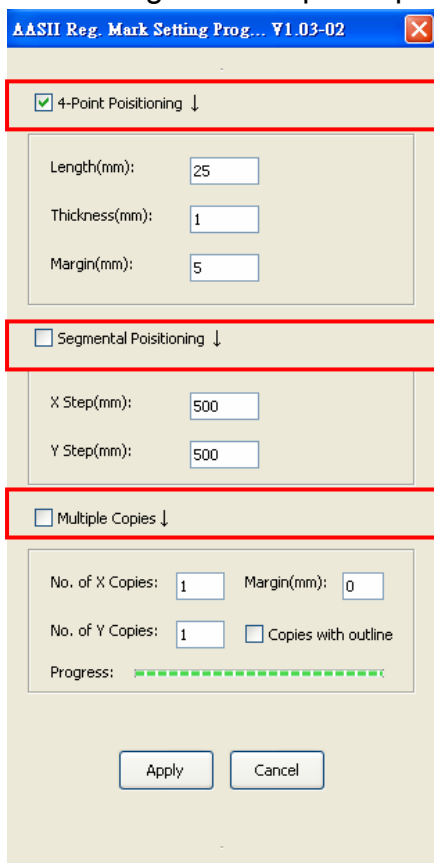 AASII Reg. Mark Setting Prog... V1.03-02
4-Point Poisitioning ↓
Length(mm): 25
Thickness(mm): 1
Margin(mm): 5
Segmental Poisitioning ↓
X Step(mm): 500
Y Step(mm): 500
Multiple Copies ↓
No. of X Copies: 1 Margin(mm): 0
No. of Y Copies: 1 Copies with outline
Progress:
Apply Cancel